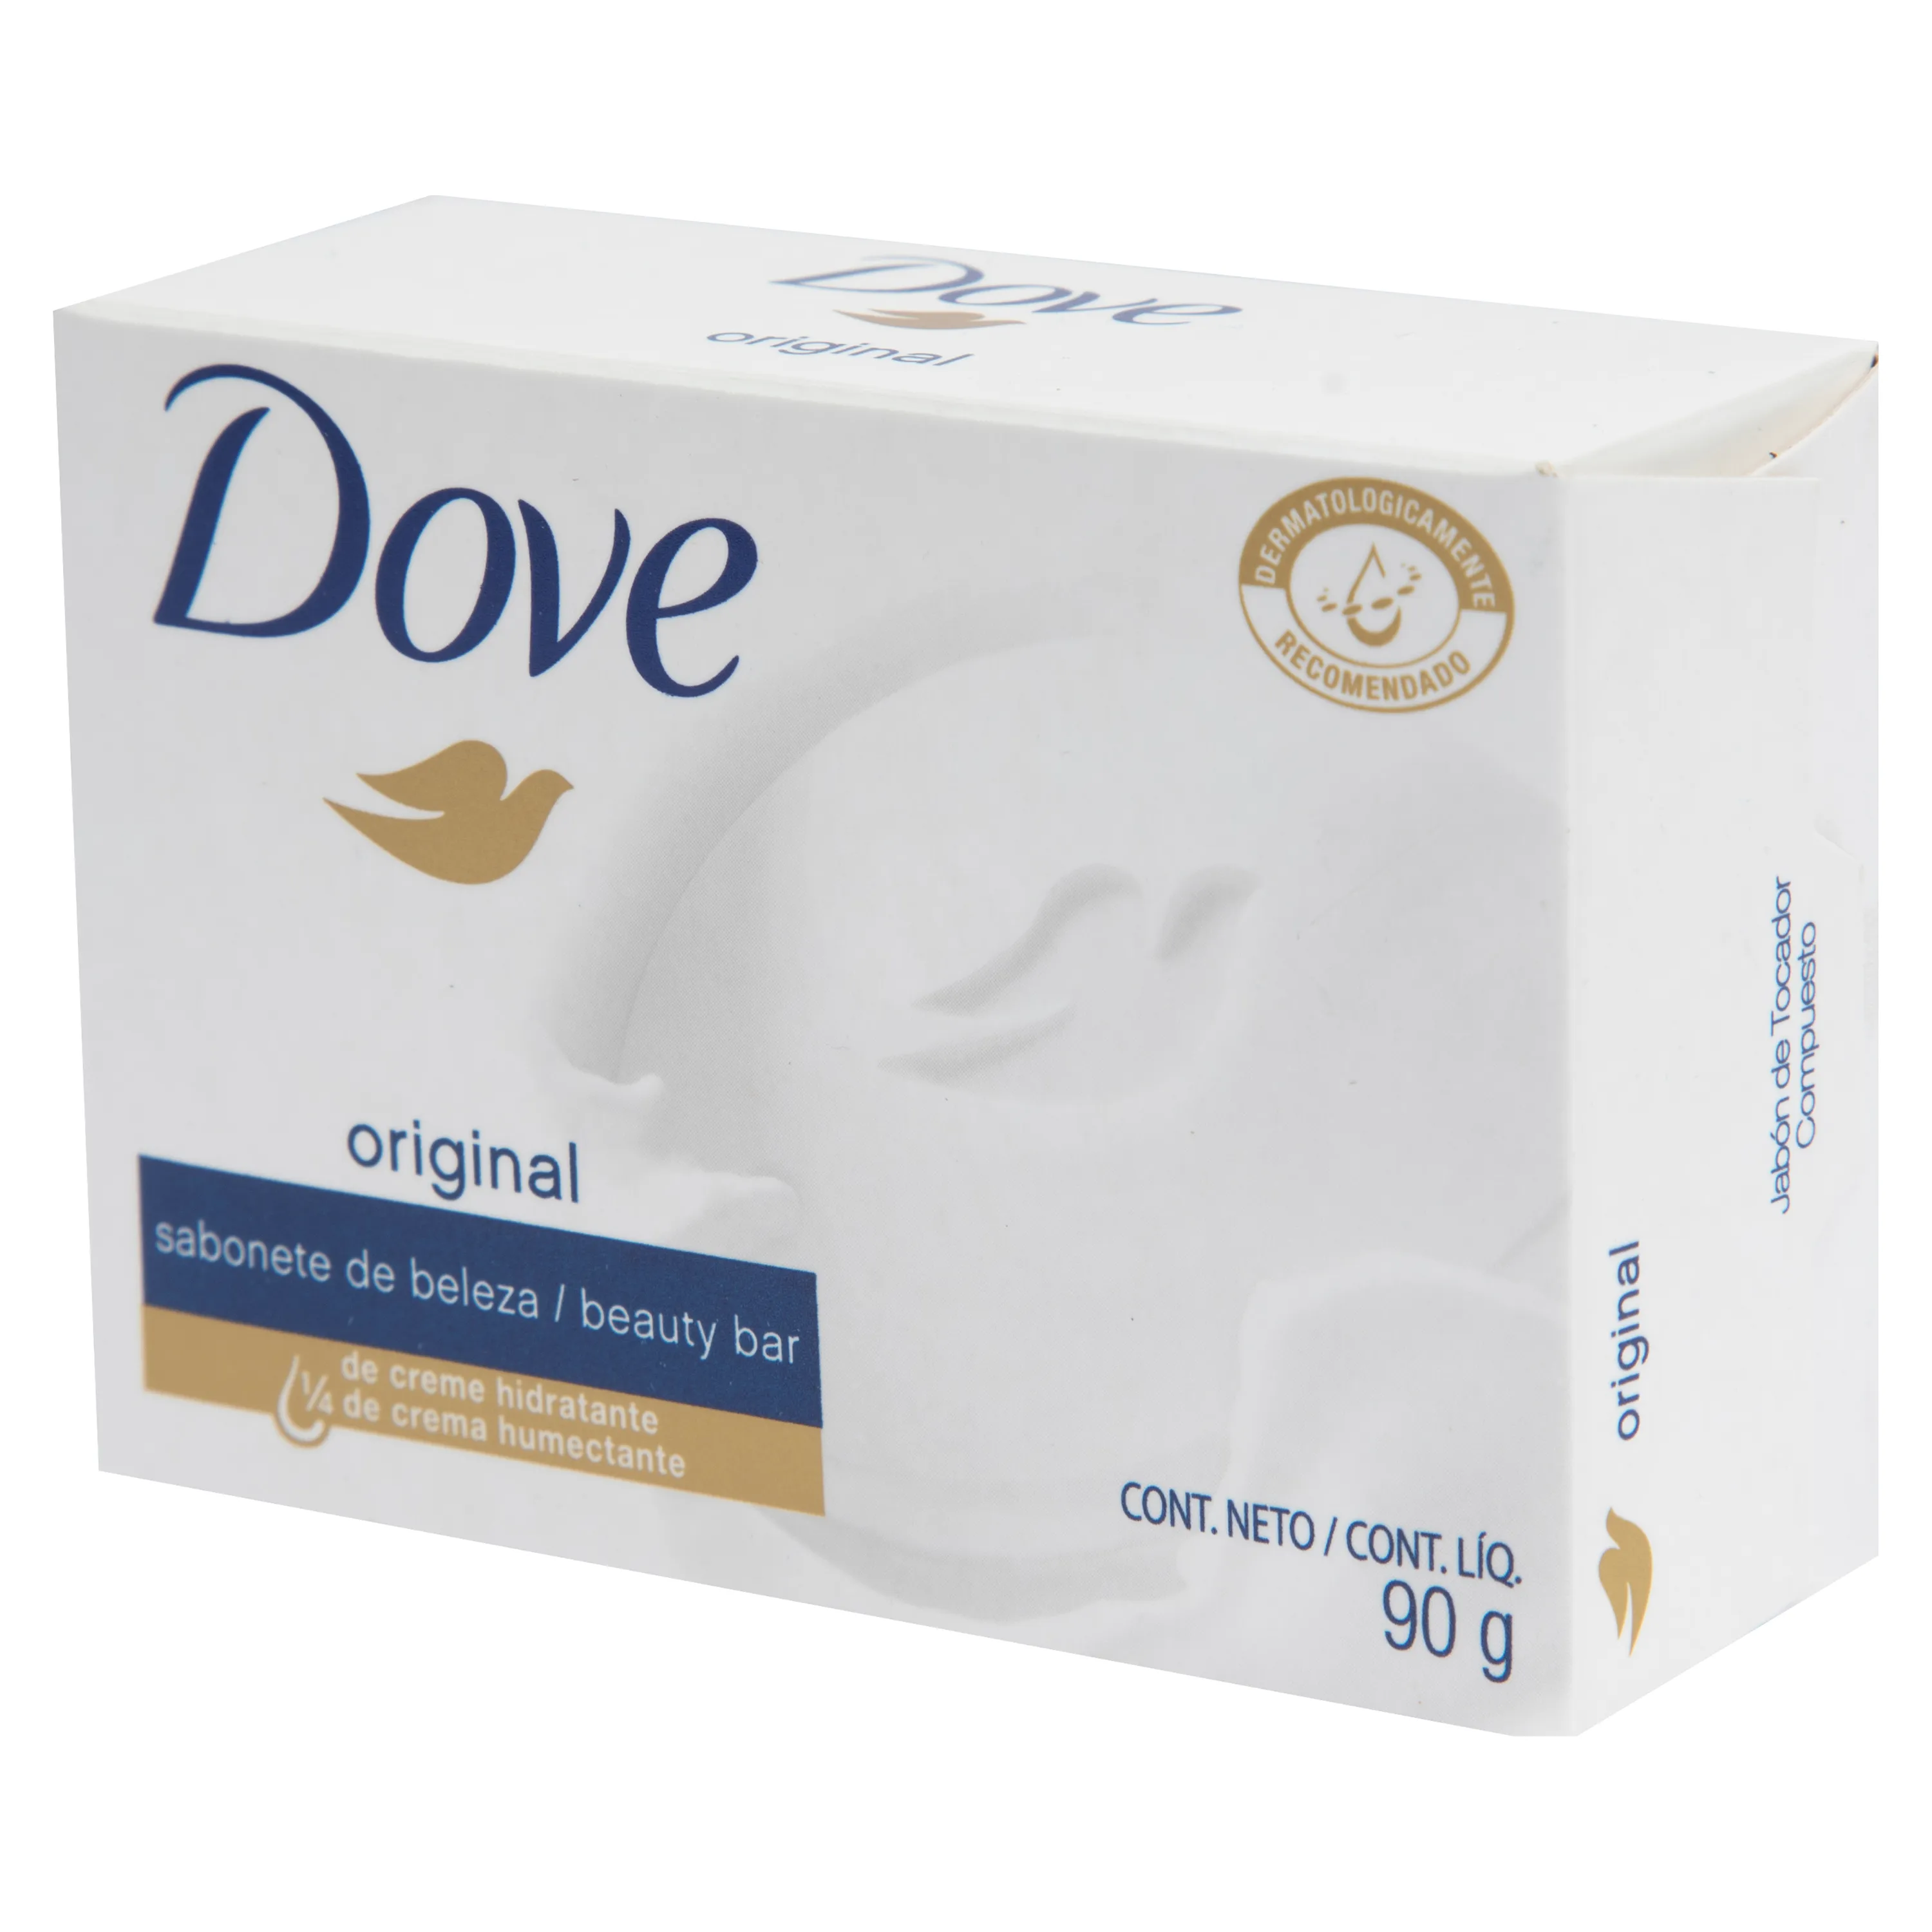 Dove
original
Dove
DERMATOLOGICAMENTE
RECOMENDADO
original
sabonete de beleza / beauty bar
1/4 de creme hidratante
de crema humectante
CONT. NETO / CONT. LÍQ.
90 g
original
Jabón de Tocador
Compuesto